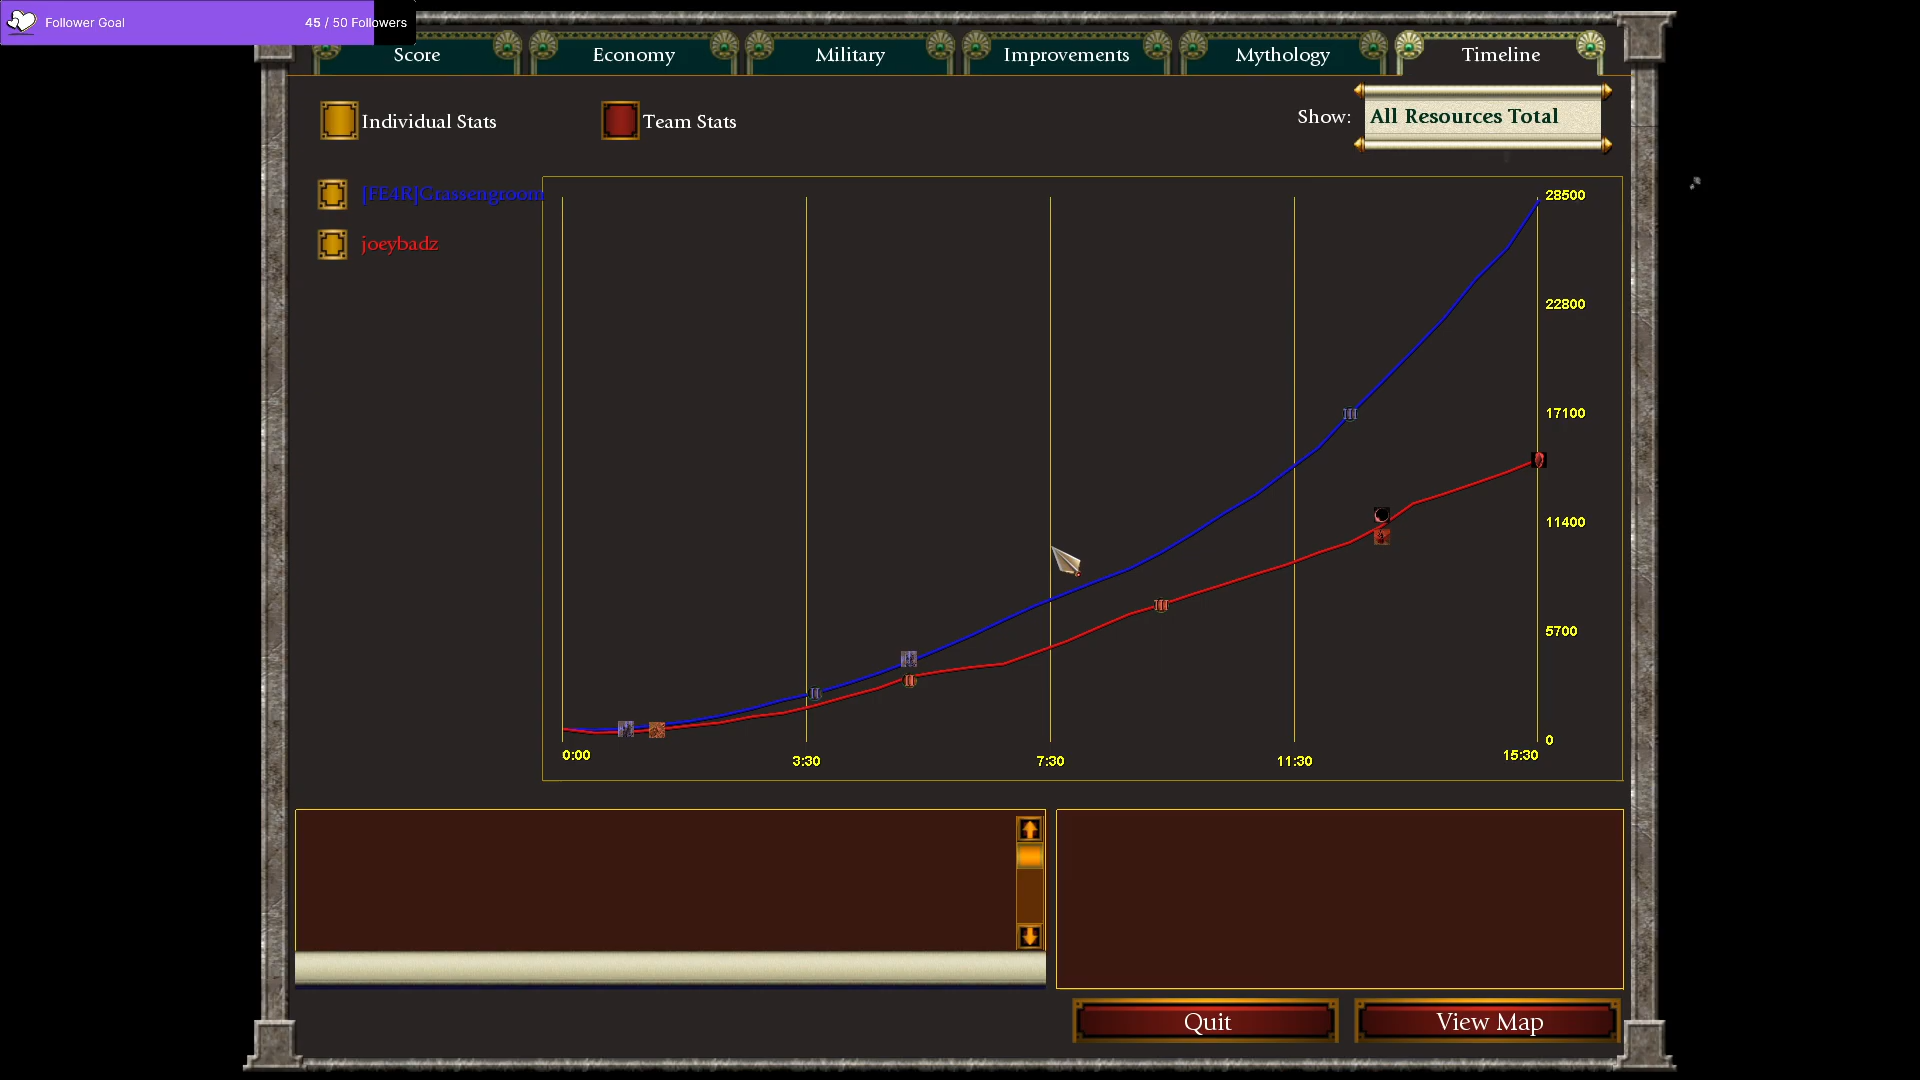 Follower Goal 45 / 50 Followers
Score Economy Military Improvements Mythology Timeline
Individual Stats Team Stats Show: All Resources Total
[FE4R]Grassengroom
joeybadz
28500
22800
17100
11400
5700
0
0:00 3:30 7:30 11:30 15:30
Quit View Map